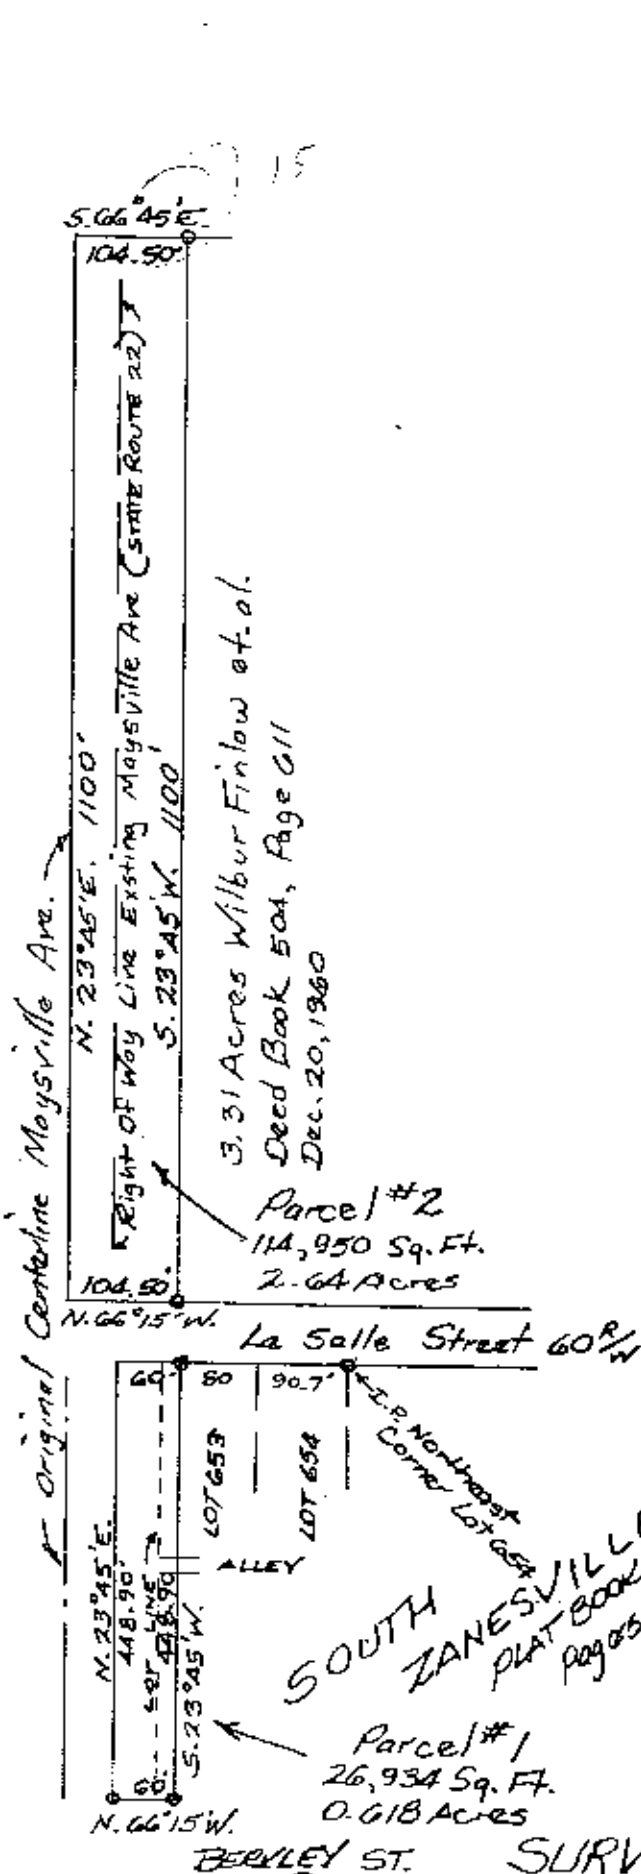 15
S.66°45'E.
104.50'
Right Of Way Line Existing Maysville Ave (STATE ROUTE 22)
N. 23°45'E. 1100'
S. 23°45'W. 1100'
Original Centerline Maysville Ave.
3.31 Acres Wilbur Finlow et. al.
Deed Book 504, Page 611
Dec. 20, 1960
Parcel #2
114,950 Sq. Ft.
2.64 Acres
104.50'
N.66°15'W.
La Salle Street 60 R/W
60' 80 90.7'
I.P. Northeast
Corner Lot 654
LOT 653
LOT 654
ALLEY
N. 23°45'E.
448.90'
LOT LINE
448.90
S. 23°45'W.
SOUTH
ZANESVILLE
PLAT BOOK
Pages
Parcel #1
26,934 Sq. Ft.
0.618 Acres
60'
N. 66°15'W.
BERKLEY ST.
SURV